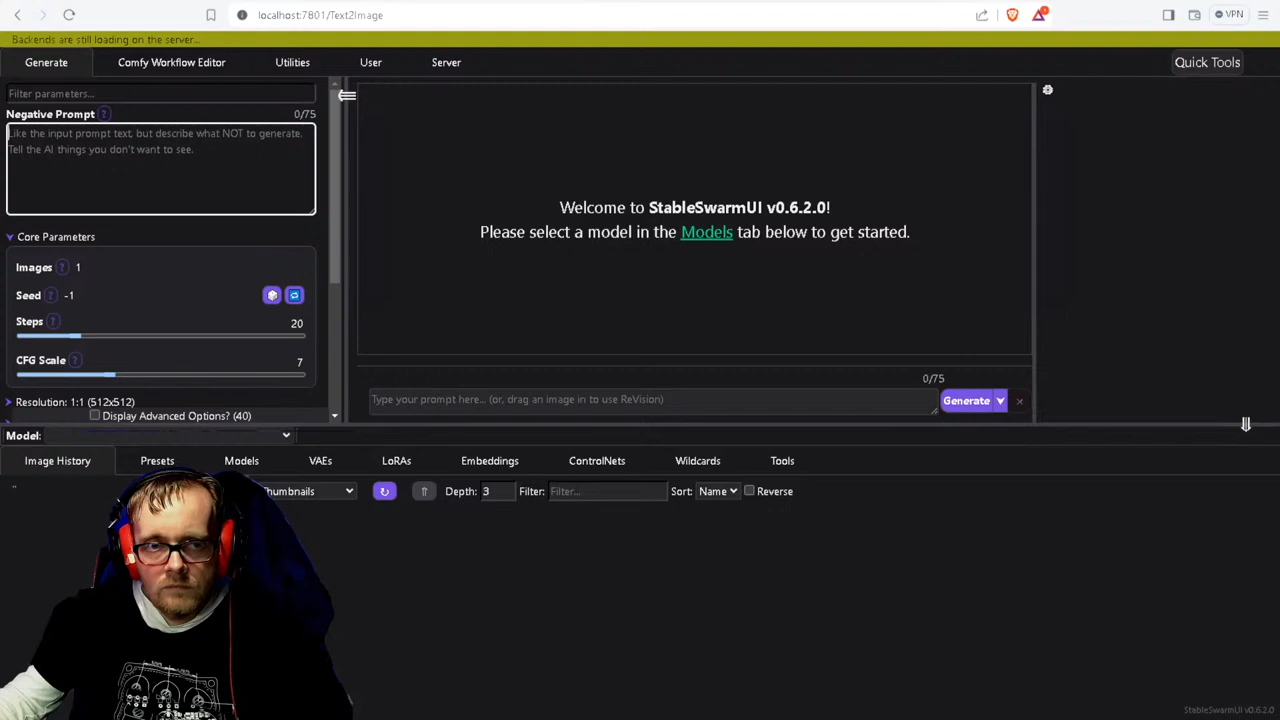 localhost:7801/Text2Image
VPN
Backends are still loading on the server...
Generate
Comfy Workflow Editor
Utilities
User
Server
Quick Tools
Filter parameters...
Negative Prompt ?
0/75
Like the input prompt text, but describe what NOT to generate.
Tell the AI things you don't want to see.
Core Parameters
Images ? 1
Seed ? -1
Steps ?
20
CFG Scale ?
7
Resolution: 1:1 (512x512)
Display Advanced Options? (40)
Welcome to StableSwarmUI v0.6.2.0!
Please select a model in the Models tab below to get started.
0/75
Type your prompt here... (or, drag an image in to use ReVision)
Generate
Model:
Image History
Presets
Models
VAEs
LoRAs
Embeddings
ControlNets
Wildcards
Tools
..
Thumbnails
Depth: 3
Filter: Filter...
Sort: Name
Reverse
StableSwarmUI v0.6.2.0